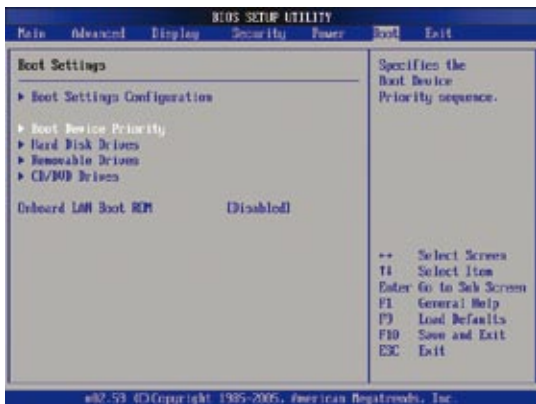 BIOS SETUP UTILITY
Main Advanced Display Security Power Boot Exit
Boot Settings
▶ Boot Settings Configuration
▶ Boot Device Priority
▶ Hard Disk Drives
▶ Removable Drives
▶ CD/DVD Drives
Onboard LAN Boot ROM [Disabled]
Specifies the
Boot Device
Priority sequence.
↔ Select Screen
↑↓ Select Item
Enter Go to Sub Screen
F1 General Help
F9 Load Defaults
F10 Save and Exit
ESC Exit
v02.59 (C)Copyright 1985-2005, American Megatrends, Inc.